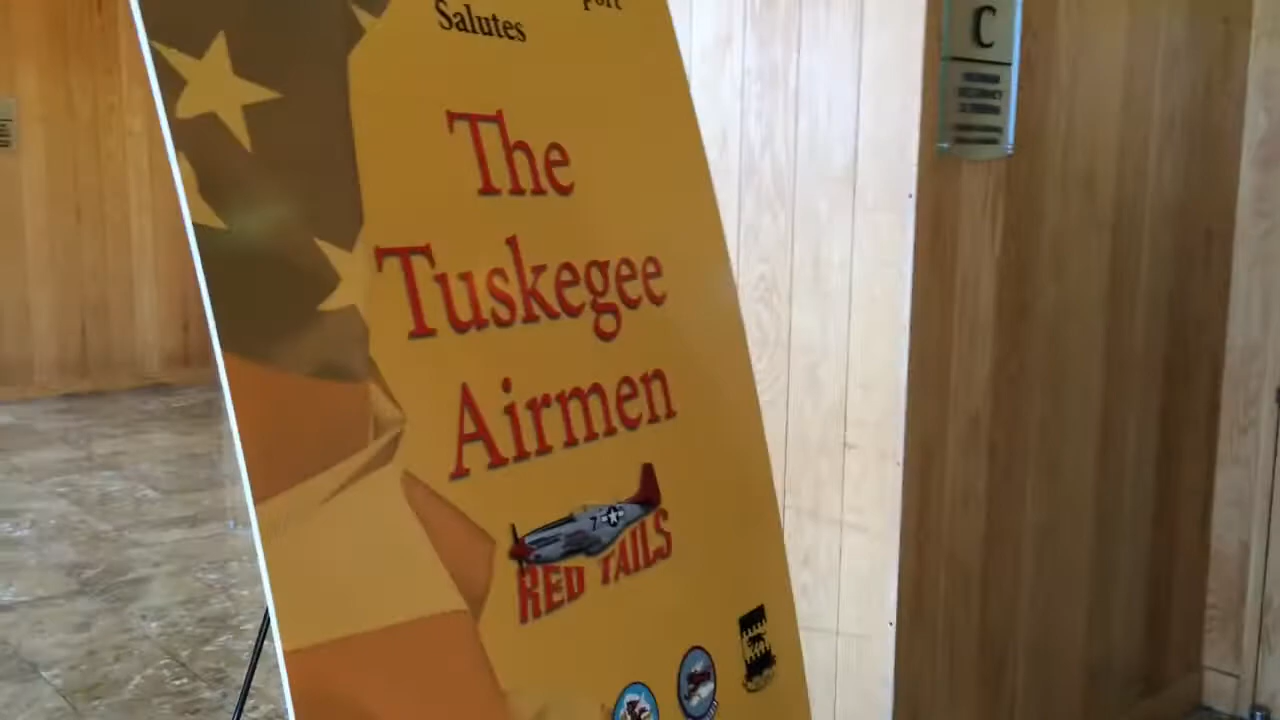 Salutes
The
Tuskegee
Airmen
RED TAILS
C